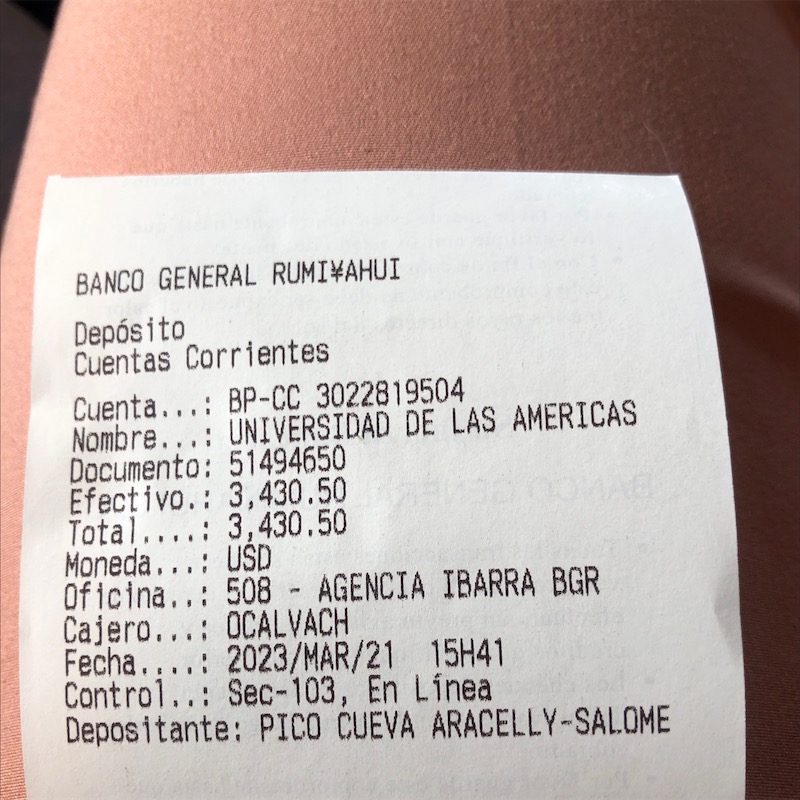 BANCO GENERAL RUMI¥AHUI
Depósito
Cuentas Corrientes
Cuenta...: BP-CC 3022819504
Nombre...: UNIVERSIDAD DE LAS AMERICAS
Documento: 51494650
Efectivo.: 3,430.50
Total....: 3,430.50
Moneda...: USD
Oficina..: 508 - AGENCIA IBARRA BGR
Cajero...: OCALVACH
Fecha....: 2023/MAR/21  15H41
Control..: Sec-103, En Línea
Depositante: PICO CUEVA ARACELLY-SALOME